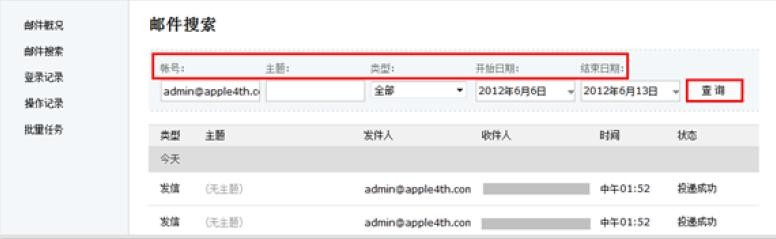 邮件概况
邮件搜索
登录记录
操作记录
批量任务
邮件搜索
帐号： 主题： 类型： 开始日期： 结束日期：
admin@apple4th.co 全部 2012年6月6日 2012年6月13日 查 询
类型 主题 发件人 收件人 时间 状态
今天
发信 (无主题) admin@apple4th.con 中午01:52 投递成功
发信 (无主题) admin@apple4th.con 中午01:52 投递成功